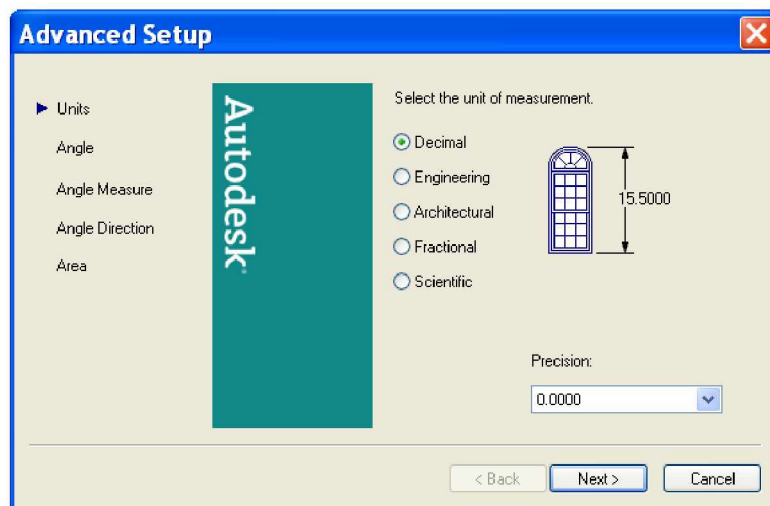 Advanced Setup
Units
Angle
Angle Measure
Angle Direction
Area
Autodesk
Select the unit of measurement.
Decimal
Engineering
Architectural
Fractional
Scientific
15.5000
Precision:
0.0000
< Back
Next >
Cancel